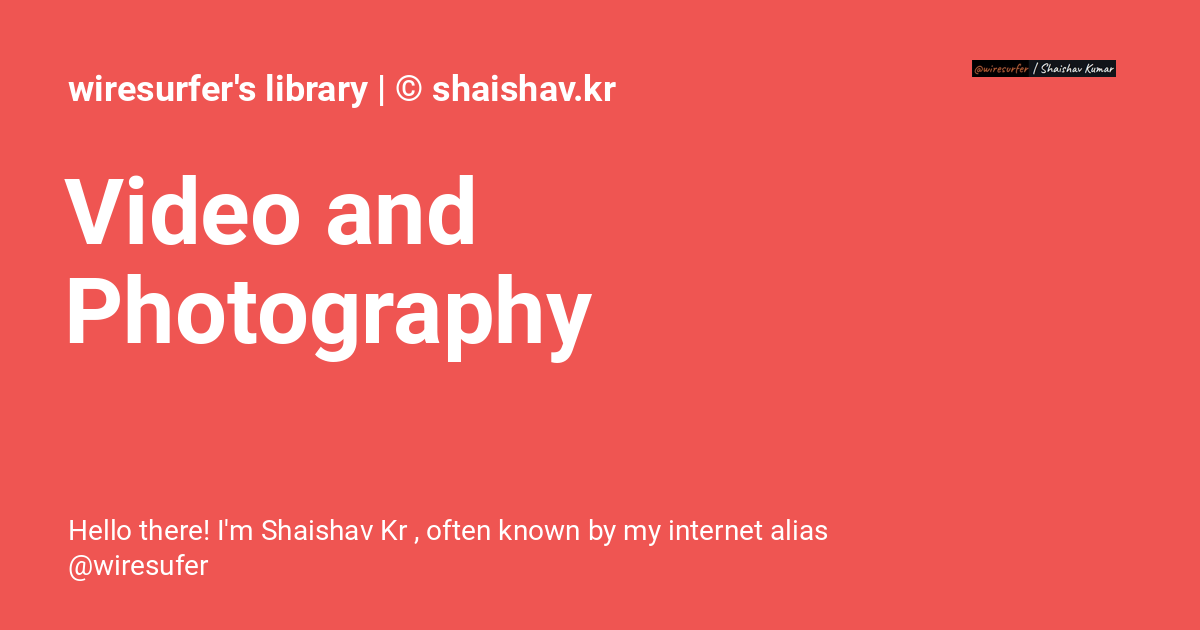 wiresurfer's library | © shaishav.kr
@wiresurfer | Shaishav Kumar
Video and
Photography
Hello there! I'm Shaishav Kr , often known by my internet alias
@wiresufer